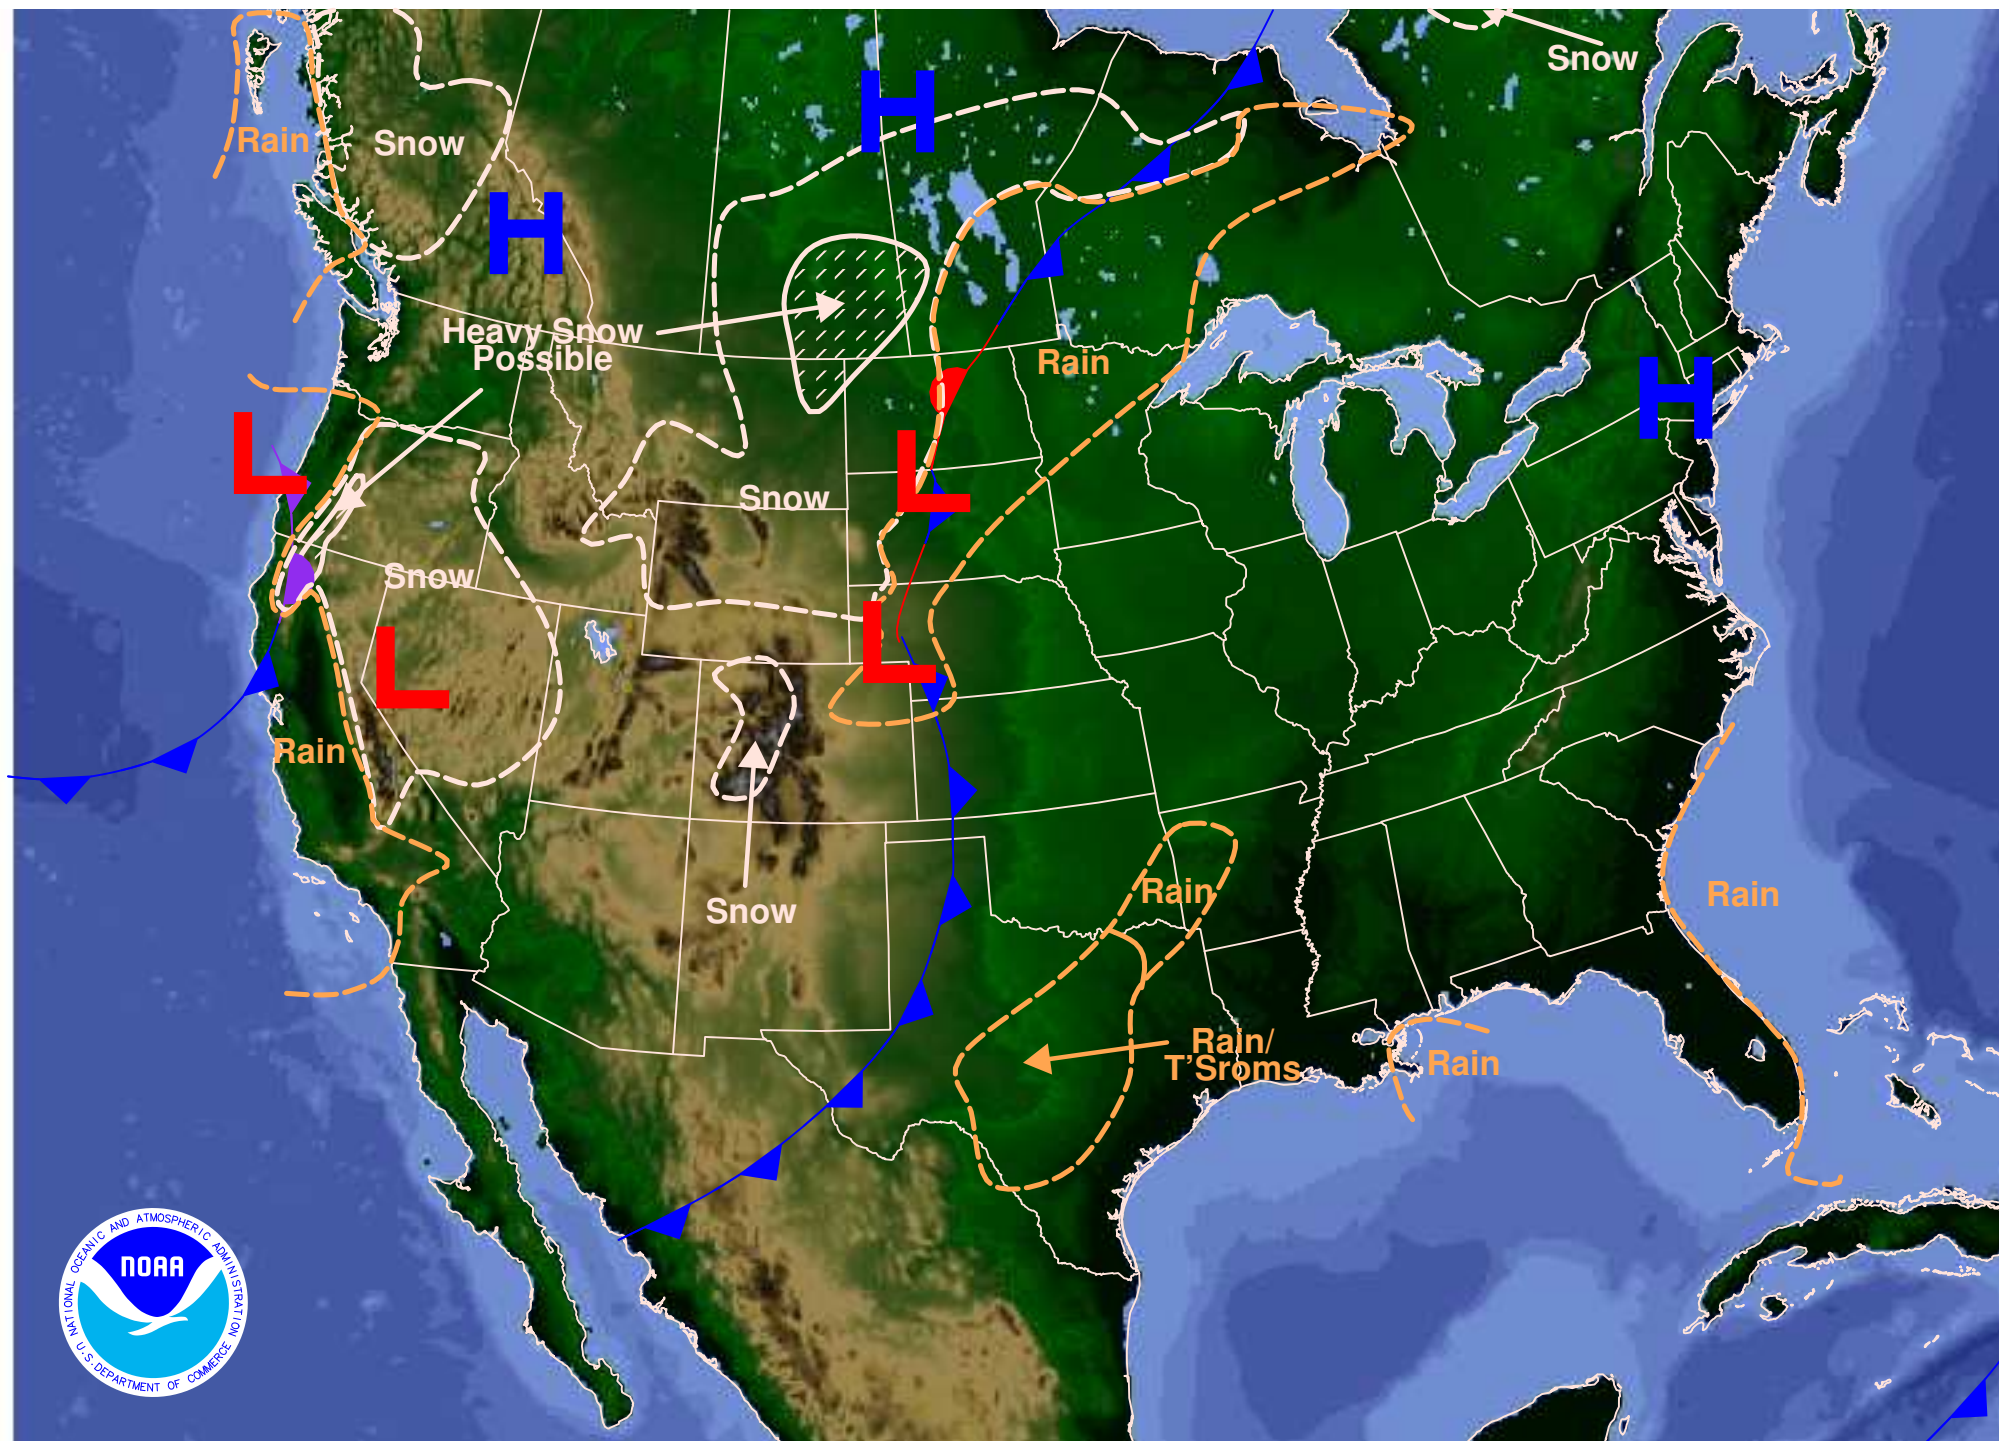 Snow
H
Rain
Snow
H
Heavy Snow
Possible
Rain
H
L
L
Snow
Snow
L
L
Rain
Rain
Rain
Snow
Rain/
T'Sroms
Rain
NATIONAL OCEANIC AND ATMOSPHERIC ADMINISTRATION
NOAA
U.S. DEPARTMENT OF COMMERCE